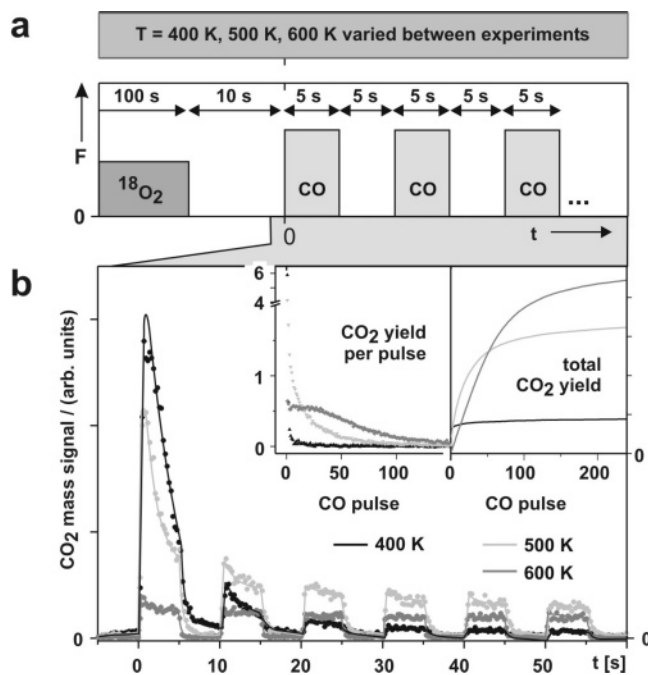 a
T = 400 K, 500 K, 600 K varied between experiments
100 s 10 s 5 s 5 s 5 s 5 s 5 s
F
¹⁸O₂ CO CO CO ...
0
0 t
b
CO₂ mass signal / (arb. units)
6
4
1
0
CO₂ yield
per pulse
0 50 100
CO pulse
total
CO₂ yield
0
0 100 200
CO pulse
400 K 500 K
600 K
0 0
0 10 20 30 40 50 t [s]